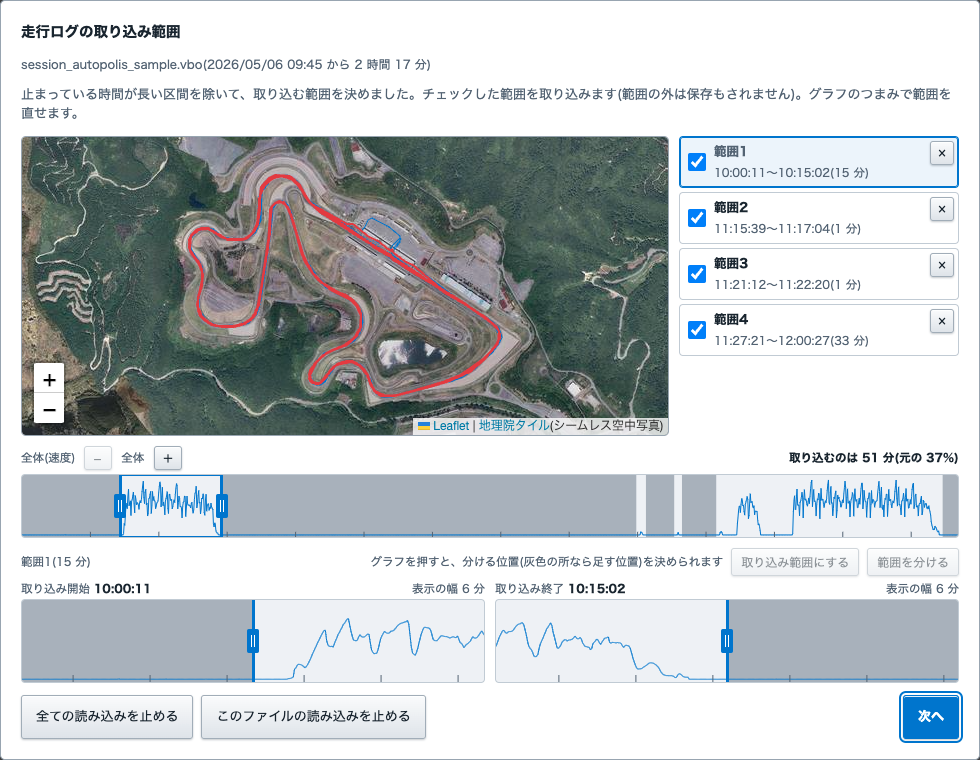 走行ログの取り込み範囲
session_autopolis_sample.vbo(2026/05/06 09:45 から 2 時間 17 分)
止まっている時間が長い区間を除いて、取り込む範囲を決めました。チェックした範囲を取り込みます(範囲の外は保存もされません)。グラフのつまみで範囲を
直せます。
範囲1
10:00:11〜10:15:02(15 分)
×
範囲2
11:15:39〜11:17:04(1 分)
×
範囲3
11:21:12〜11:22:20(1 分)
×
範囲4
11:27:21〜12:00:27(33 分)
×
+
−
Leaflet | 地理院タイル(シームレス空中写真)
全体(速度) − 全体 +
取り込むのは 51 分(元の 37%)
範囲1(15 分)
グラフを押すと、分ける位置(灰色の所なら足す位置)を決められます
取り込み範囲にする
範囲を分ける
取り込み開始 10:00:11
表示の幅 6 分
取り込み終了 10:15:02
表示の幅 6 分
全ての読み込みを止める
このファイルの読み込みを止める
次へ